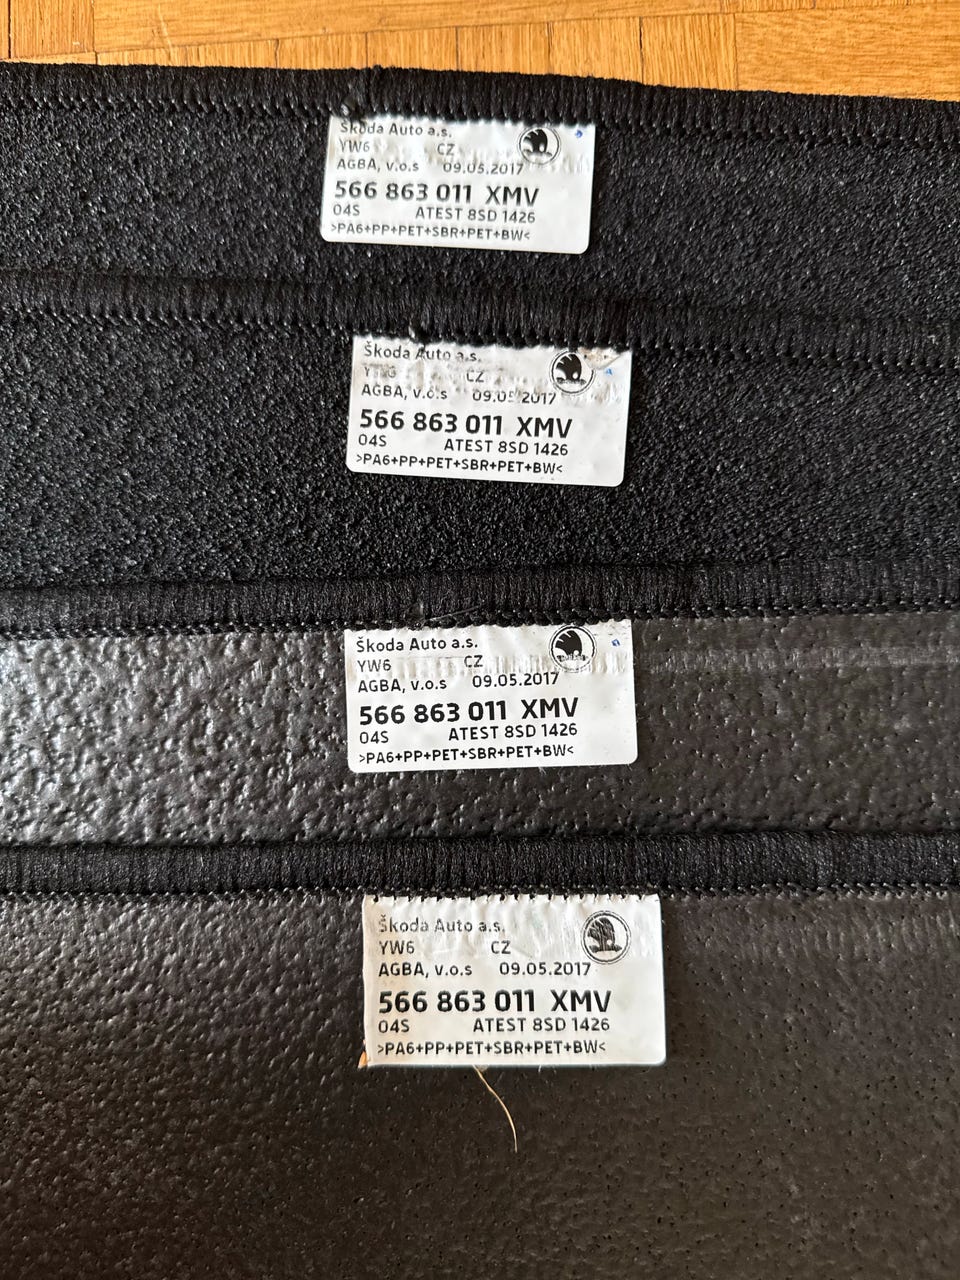 Škoda Auto a.s.
YW6 CZ
AGBA, v.o.s 09.05.2017
566 863 011 XMV
04S ATEST 8SD 1426
>PA6+PP+PET+SBR+PET+BW<
Škoda Auto a.s.
CZ
AGBA, v.o.s 09.05.2017
566 863 011 XMV
04S ATEST 8SD 1426
>PA6+PP+PET+SBR+PET+BW<
Škoda Auto a.s.
YW6 CZ
AGBA, v.o.s 09.05.2017
566 863 011 XMV
04S ATEST 8SD 1426
>PA6+PP+PET+SBR+PET+BW<
Škoda Auto a.s.
YW6 CZ
AGBA, v.o.s 09.05.2017
566 863 011 XMV
04S ATEST 8SD 1426
>PA6+PP+PET+SBR+PET+BW<